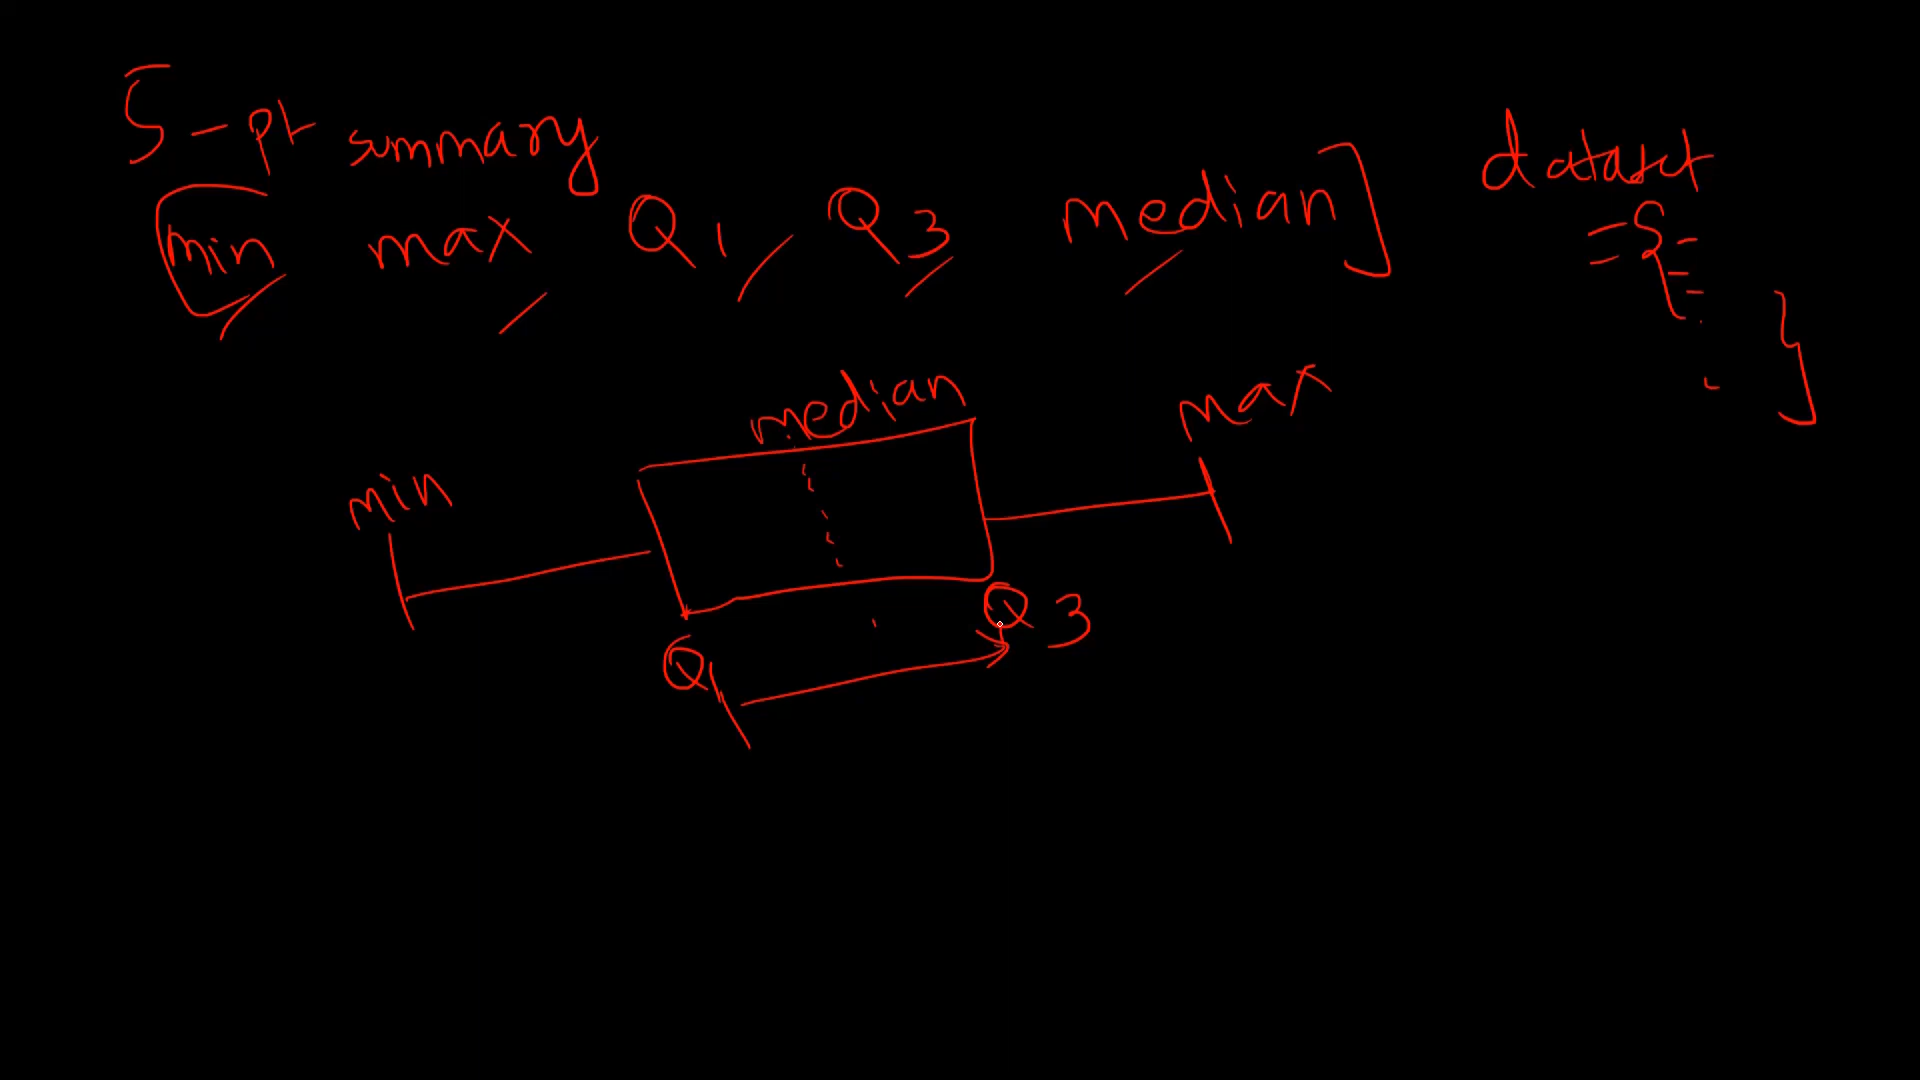 5-pt summary
min max Q1, Q3 median]
dataset
= {
}
median
max
min
Q3
Q1